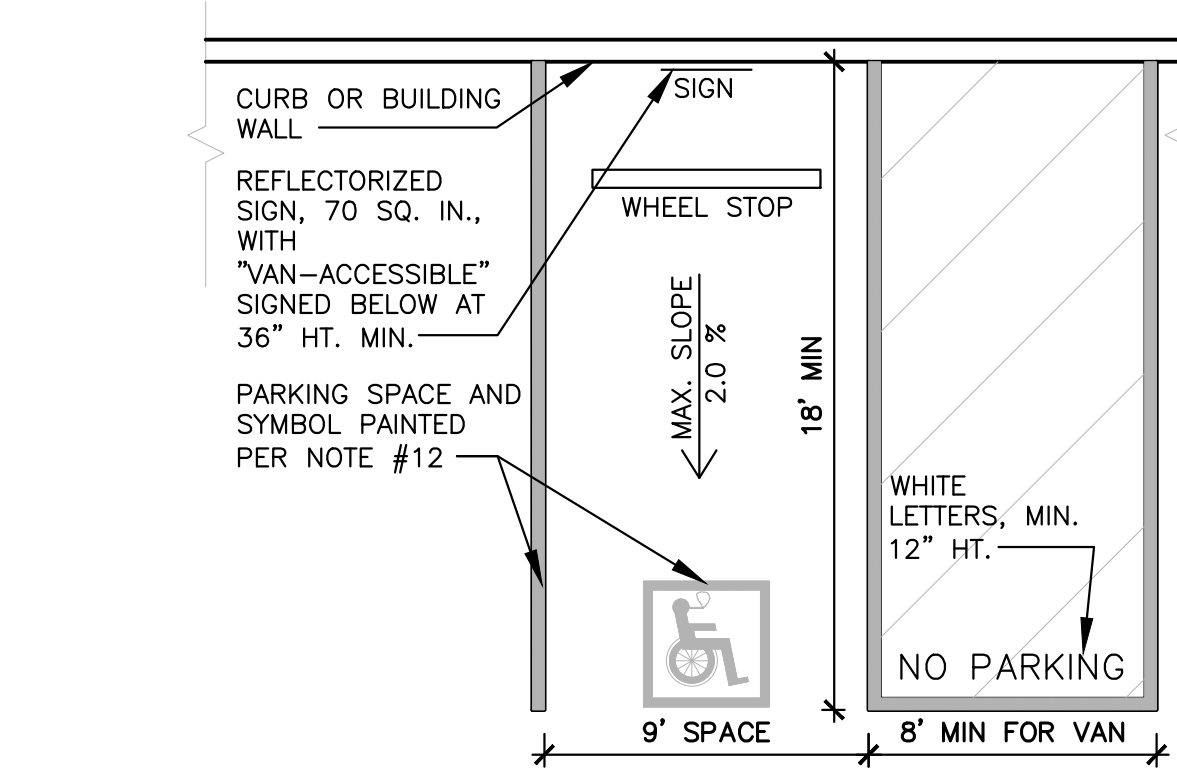 CURB OR BUILDING
WALL
SIGN
REFLECTORIZED
SIGN, 70 SQ. IN.,
WITH
"VAN-ACCESSIBLE"
SIGNED BELOW AT
36" HT. MIN.
WHEEL STOP
MAX. SLOPE
2.0 %
18' MIN
PARKING SPACE AND
SYMBOL PAINTED
PER NOTE #12
WHITE
LETTERS, MIN.
12" HT.
NO PARKING
9' SPACE
8' MIN FOR VAN